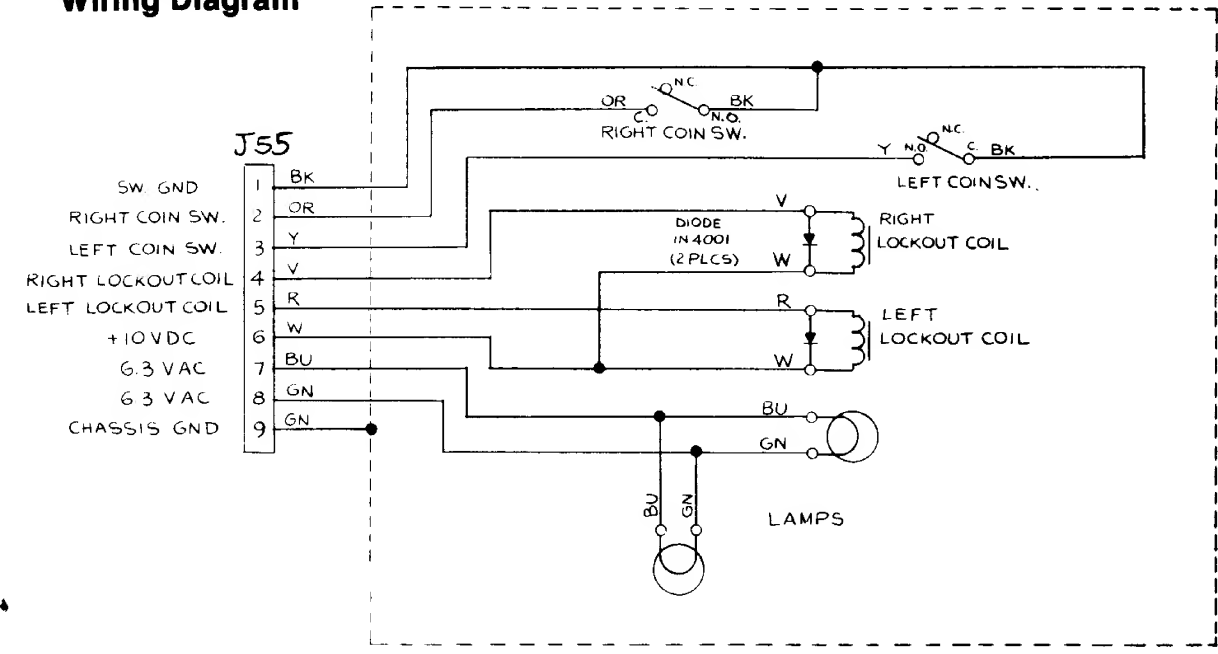 Wiring Diagram
J55
SW. GND 1 BK
RIGHT COIN SW. 2 OR
LEFT COIN SW. 3 Y
RIGHT LOCKOUT COIL 4 V
LEFT LOCKOUT COIL 5 R
+10VDC 6 W
6.3 VAC 7 BU
6 3 VAC 8 GN
CHASSIS GND 9 GN
N.C.
OR C. N.O. BK
RIGHT COIN SW.
N.C.
Y N.O. C. BK
LEFT COIN SW.
V
DIODE
IN 4001
(2 PLCS)
W
RIGHT
LOCKOUT COIL
R
W
LEFT
LOCKOUT COIL
BU
GN
BU
GN
LAMPS